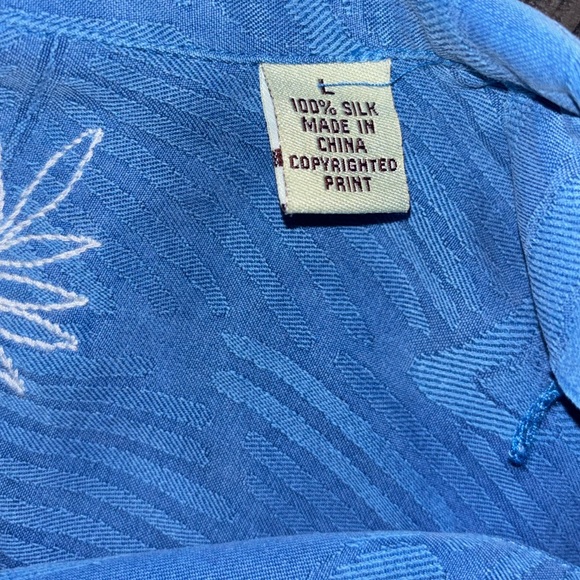 L
100% SILK
MADE IN
CHINA
COPYRIGHTED
PRINT